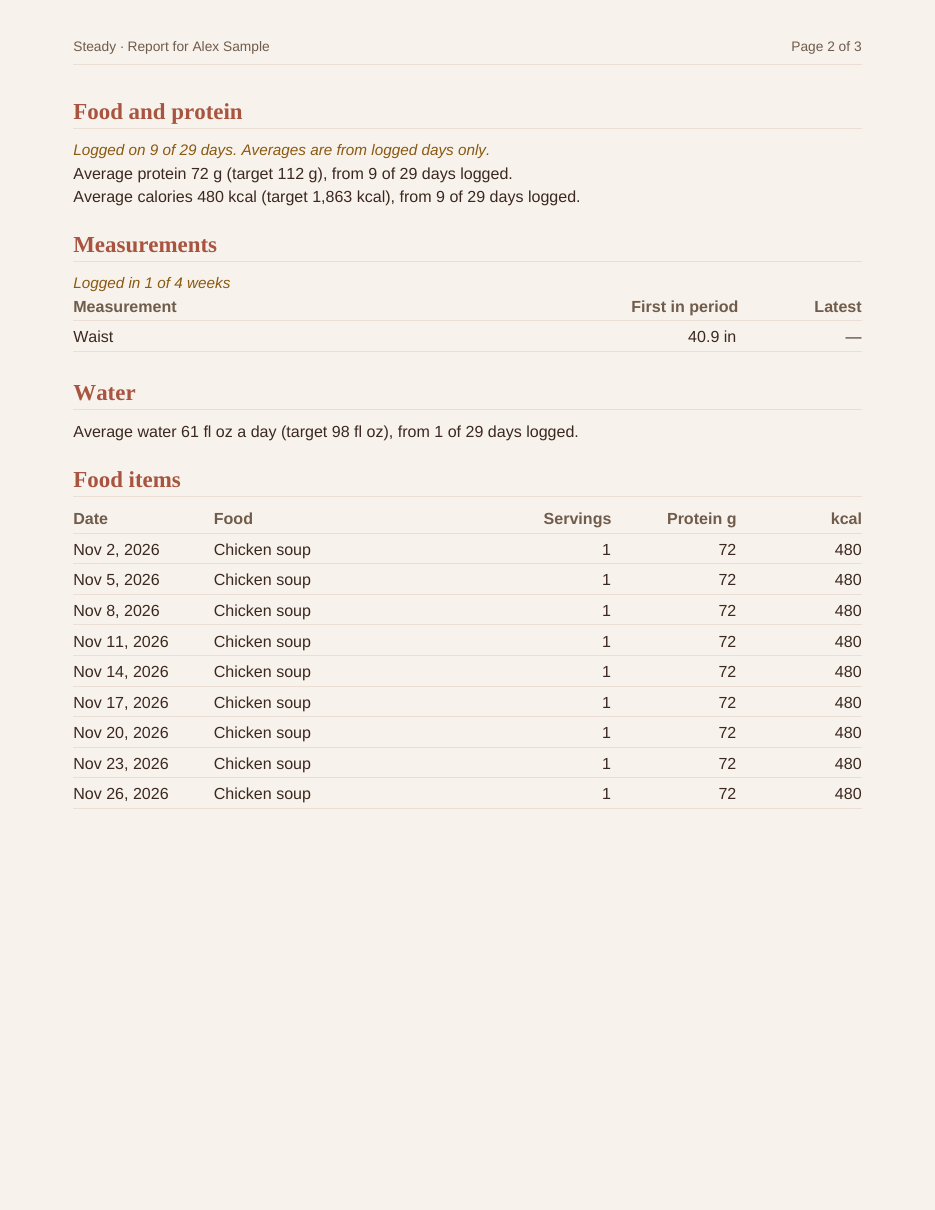 Steady · Report for Alex Sample Page 2 of 3
Food and protein
Logged on 9 of 29 days. Averages are from logged days only.
Average protein 72 g (target 112 g), from 9 of 29 days logged.
Average calories 480 kcal (target 1,863 kcal), from 9 of 29 days logged.
Measurements
Logged in 1 of 4 weeks
Measurement First in period Latest
Waist 40.9 in —
Water
Average water 61 fl oz a day (target 98 fl oz), from 1 of 29 days logged.
Food items
Date Food Servings Protein g kcal
Nov 2, 2026 Chicken soup 1 72 480
Nov 5, 2026 Chicken soup 1 72 480
Nov 8, 2026 Chicken soup 1 72 480
Nov 11, 2026 Chicken soup 1 72 480
Nov 14, 2026 Chicken soup 1 72 480
Nov 17, 2026 Chicken soup 1 72 480
Nov 20, 2026 Chicken soup 1 72 480
Nov 23, 2026 Chicken soup 1 72 480
Nov 26, 2026 Chicken soup 1 72 480